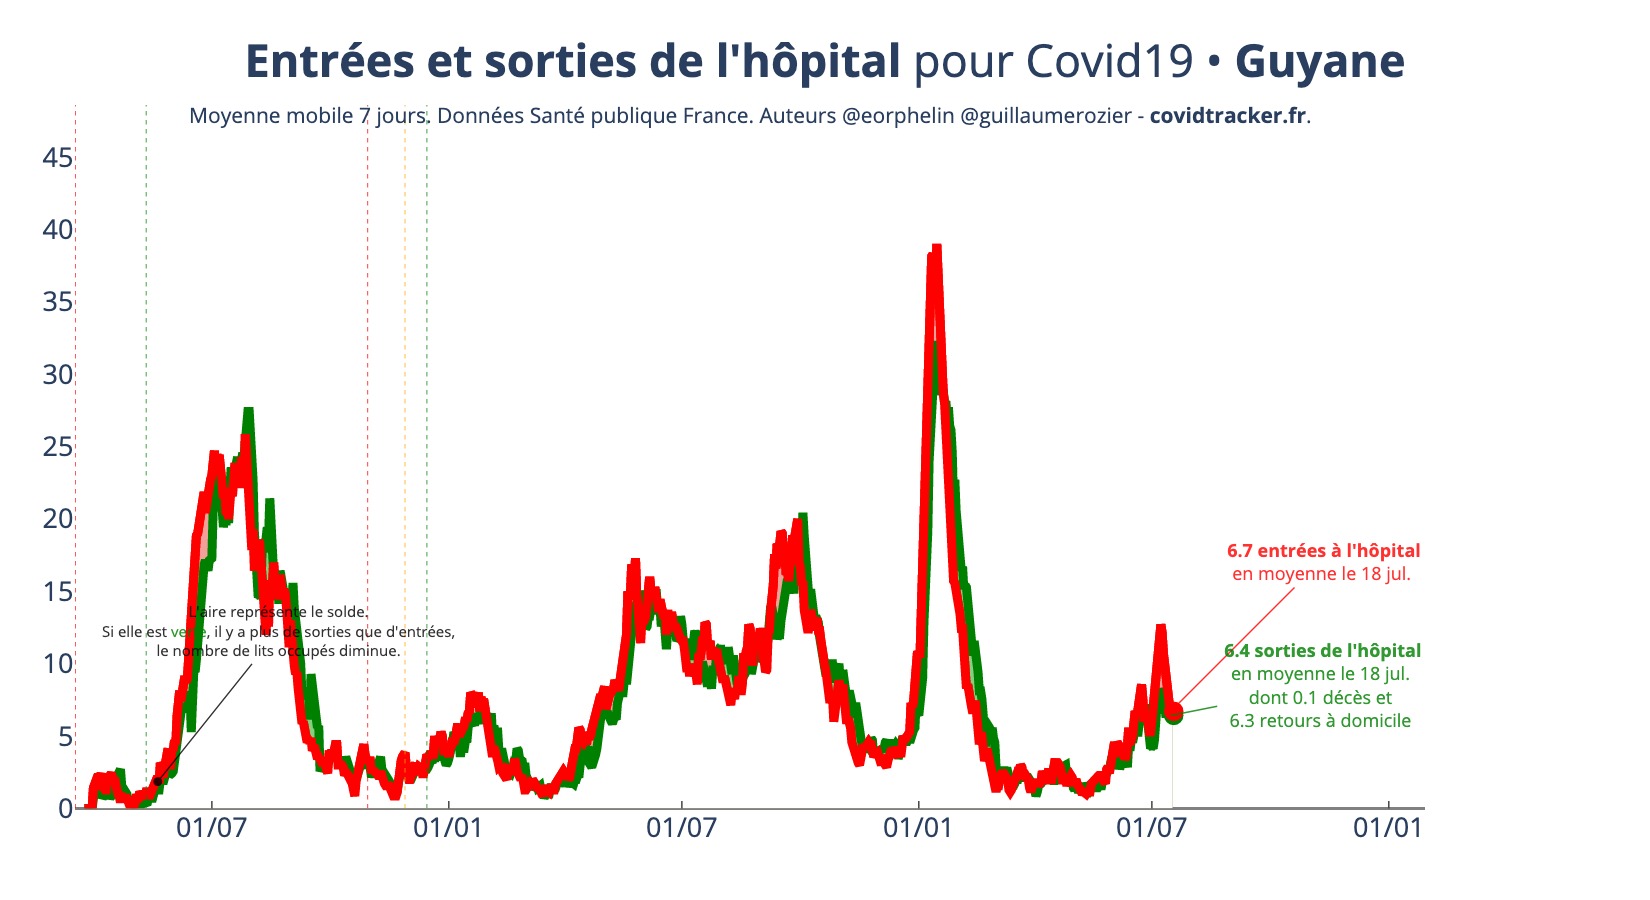 Entrées et sorties de l'hôpital pour Covid19 • Guyane
Moyenne mobile 7 jours. Données Santé publique France. Auteurs @eorphelin @guillaumerozier - covidtracker.fr.
45
40
35
30
25
20
15
10
5
0
L'aire représente le solde.
Si elle est verte, il y a plus de sorties que d'entrées,
le nombre de lits occupés diminue.
6.7 entrées à l'hôpital
en moyenne le 18 jul.
6.4 sorties de l'hôpital
en moyenne le 18 jul.
dont 0.1 décès et
6.3 retours à domicile
01/07
01/01
01/07
01/01
01/07
01/01